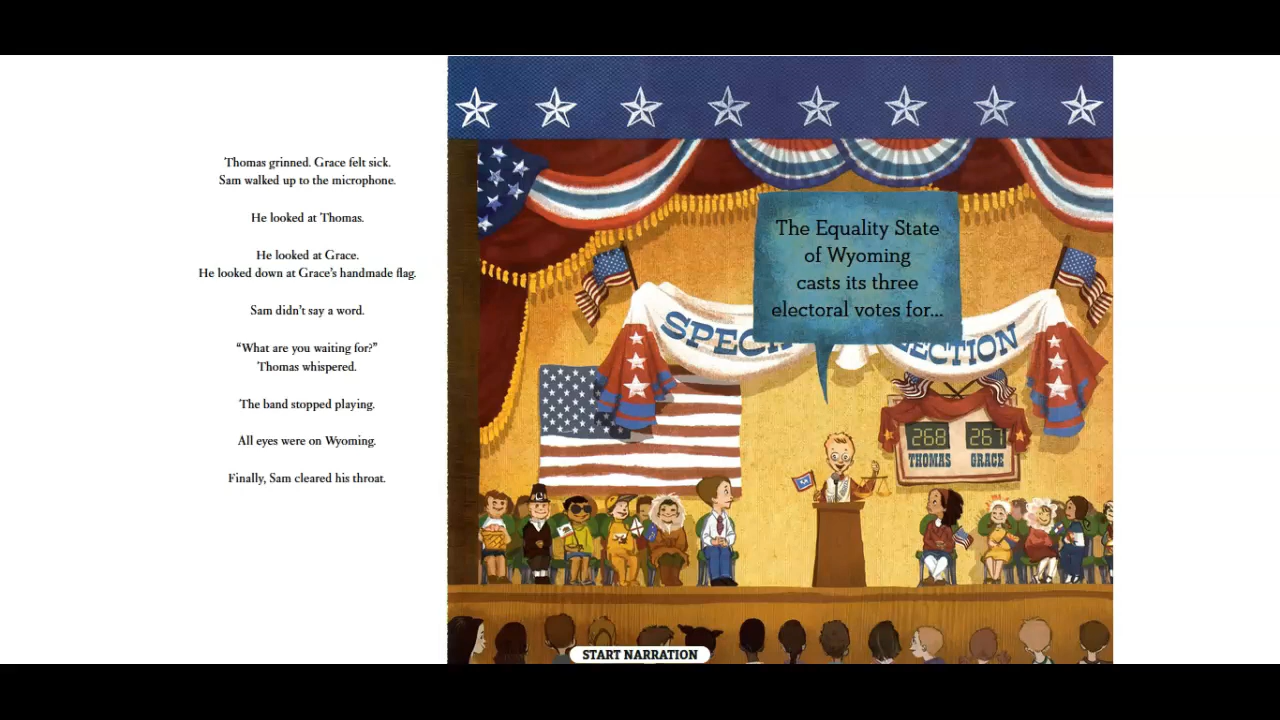 Thomas grinned. Grace felt sick.
Sam walked up to the microphone.
He looked at Thomas.
He looked at Grace.
He looked down at Grace's handmade flag.
Sam didn't say a word.
“What are you waiting for?”
Thomas whispered.
The band stopped playing.
All eyes were on Wyoming.
Finally, Sam cleared his throat.
The Equality State
of Wyoming
casts its three
electoral votes for...
SPECI ECTION
268 267
THOMAS GRACE
START NARRATION